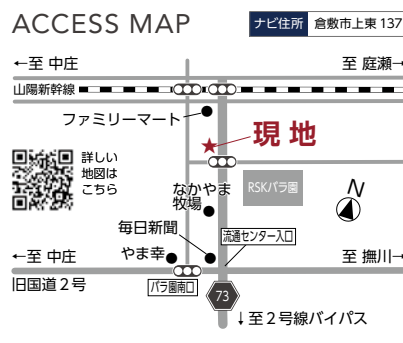 ACCESS MAP
ナビ住所 倉敷市上東 137
←至 中庄 至 庭瀬→
山陽新幹線
ファミリーマート
現 地
詳しい
地図は
こちら
なかやま
牧場
RSKバラ園
N
毎日新聞
流通センター入口
←至 中庄 やま幸 至 撫川→
旧国道２号 バラ園南口
73
↓至２号線バイパス